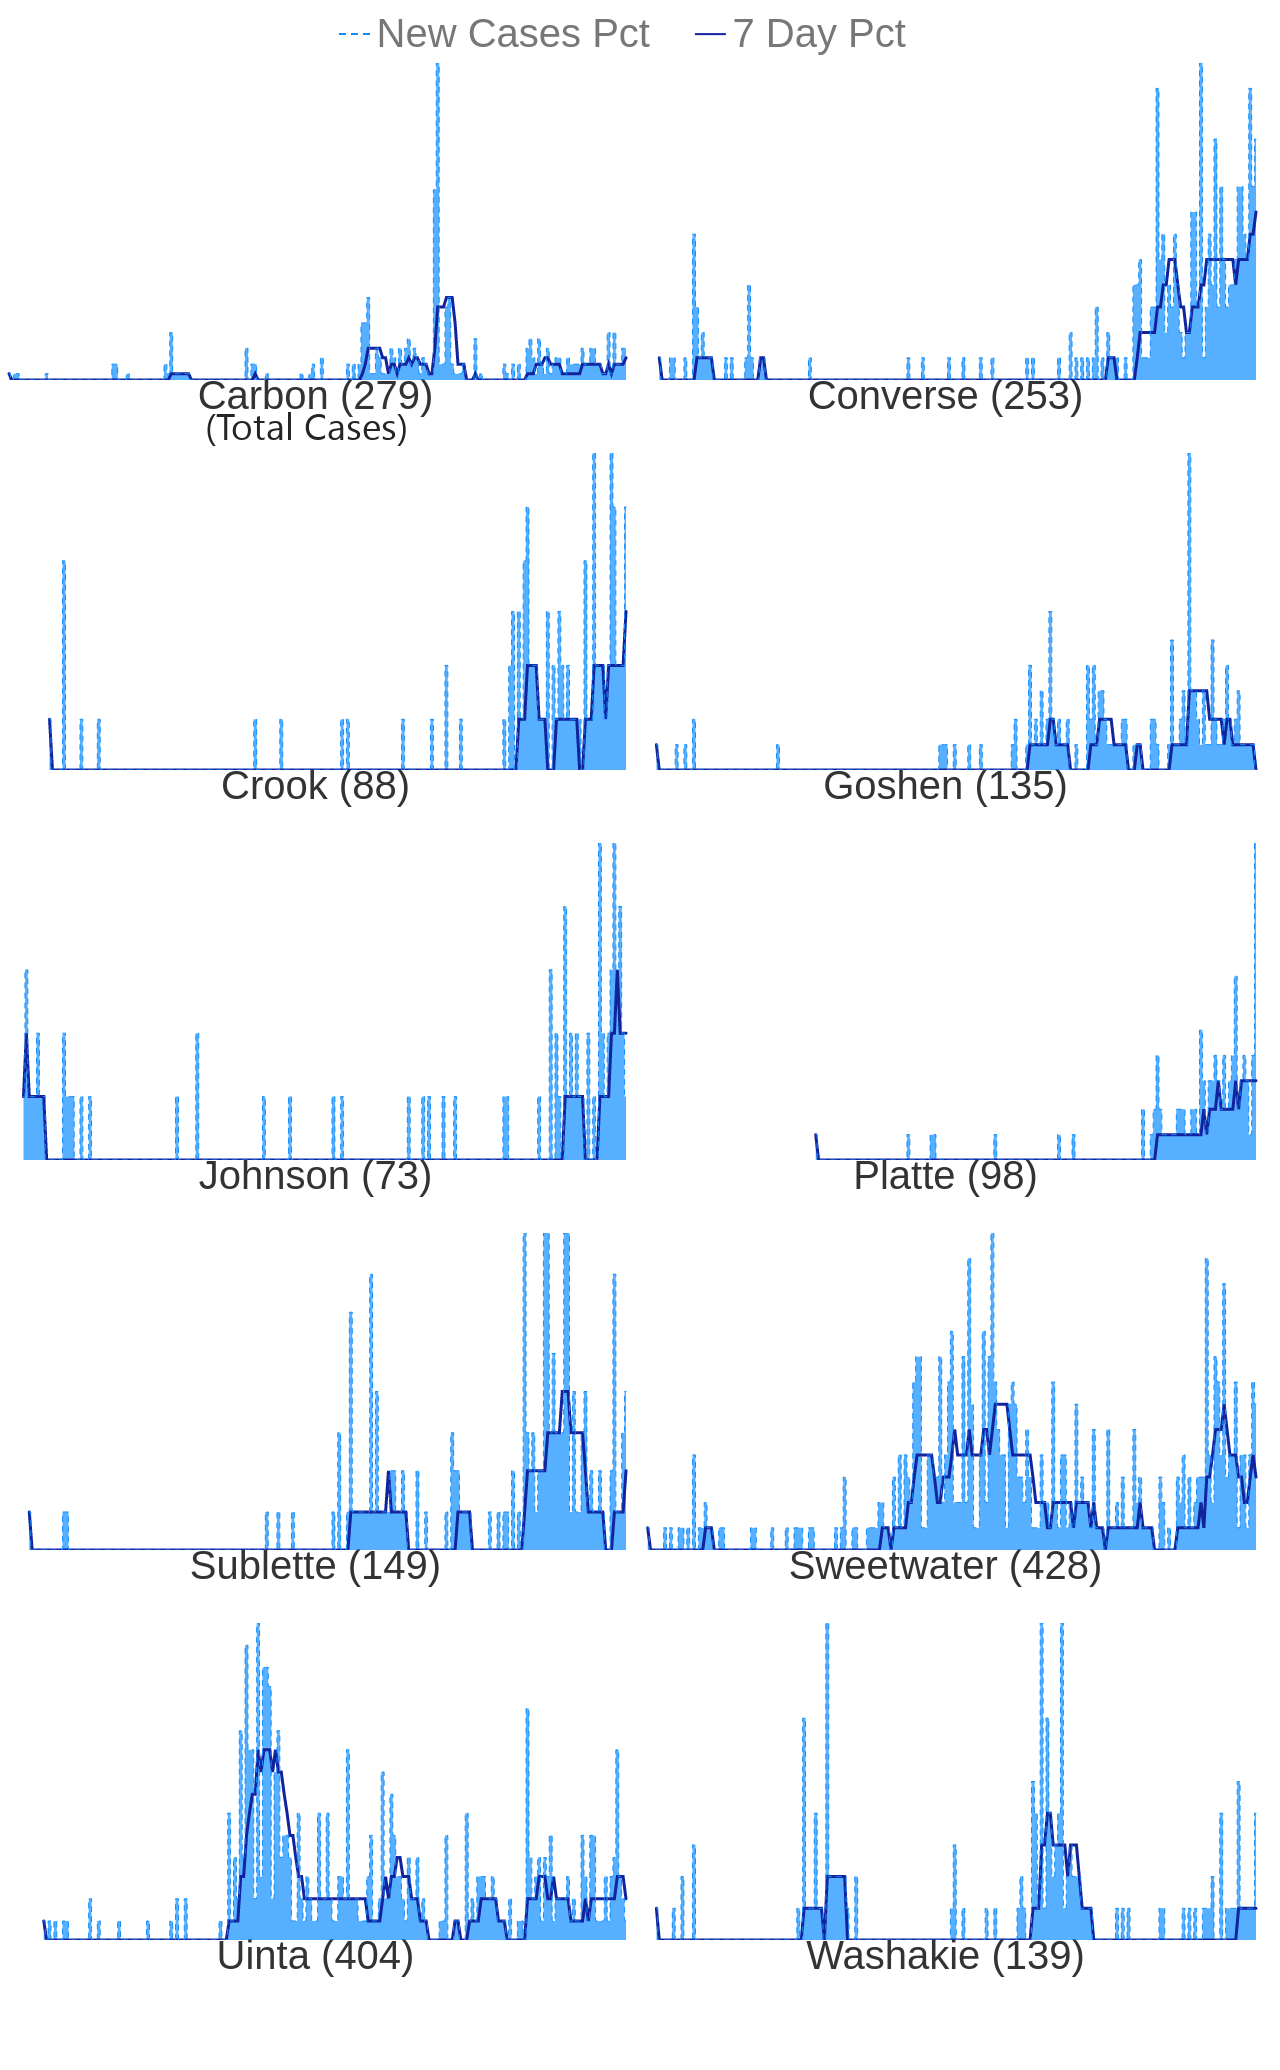 New Cases Pct 7 Day Pct
Carbon (279) Converse (253)
(Total Cases)
Crook (88) Goshen (135)
Johnson (73) Platte (98)
Sublette (149) Sweetwater (428)
Uinta (404) Washakie (139)